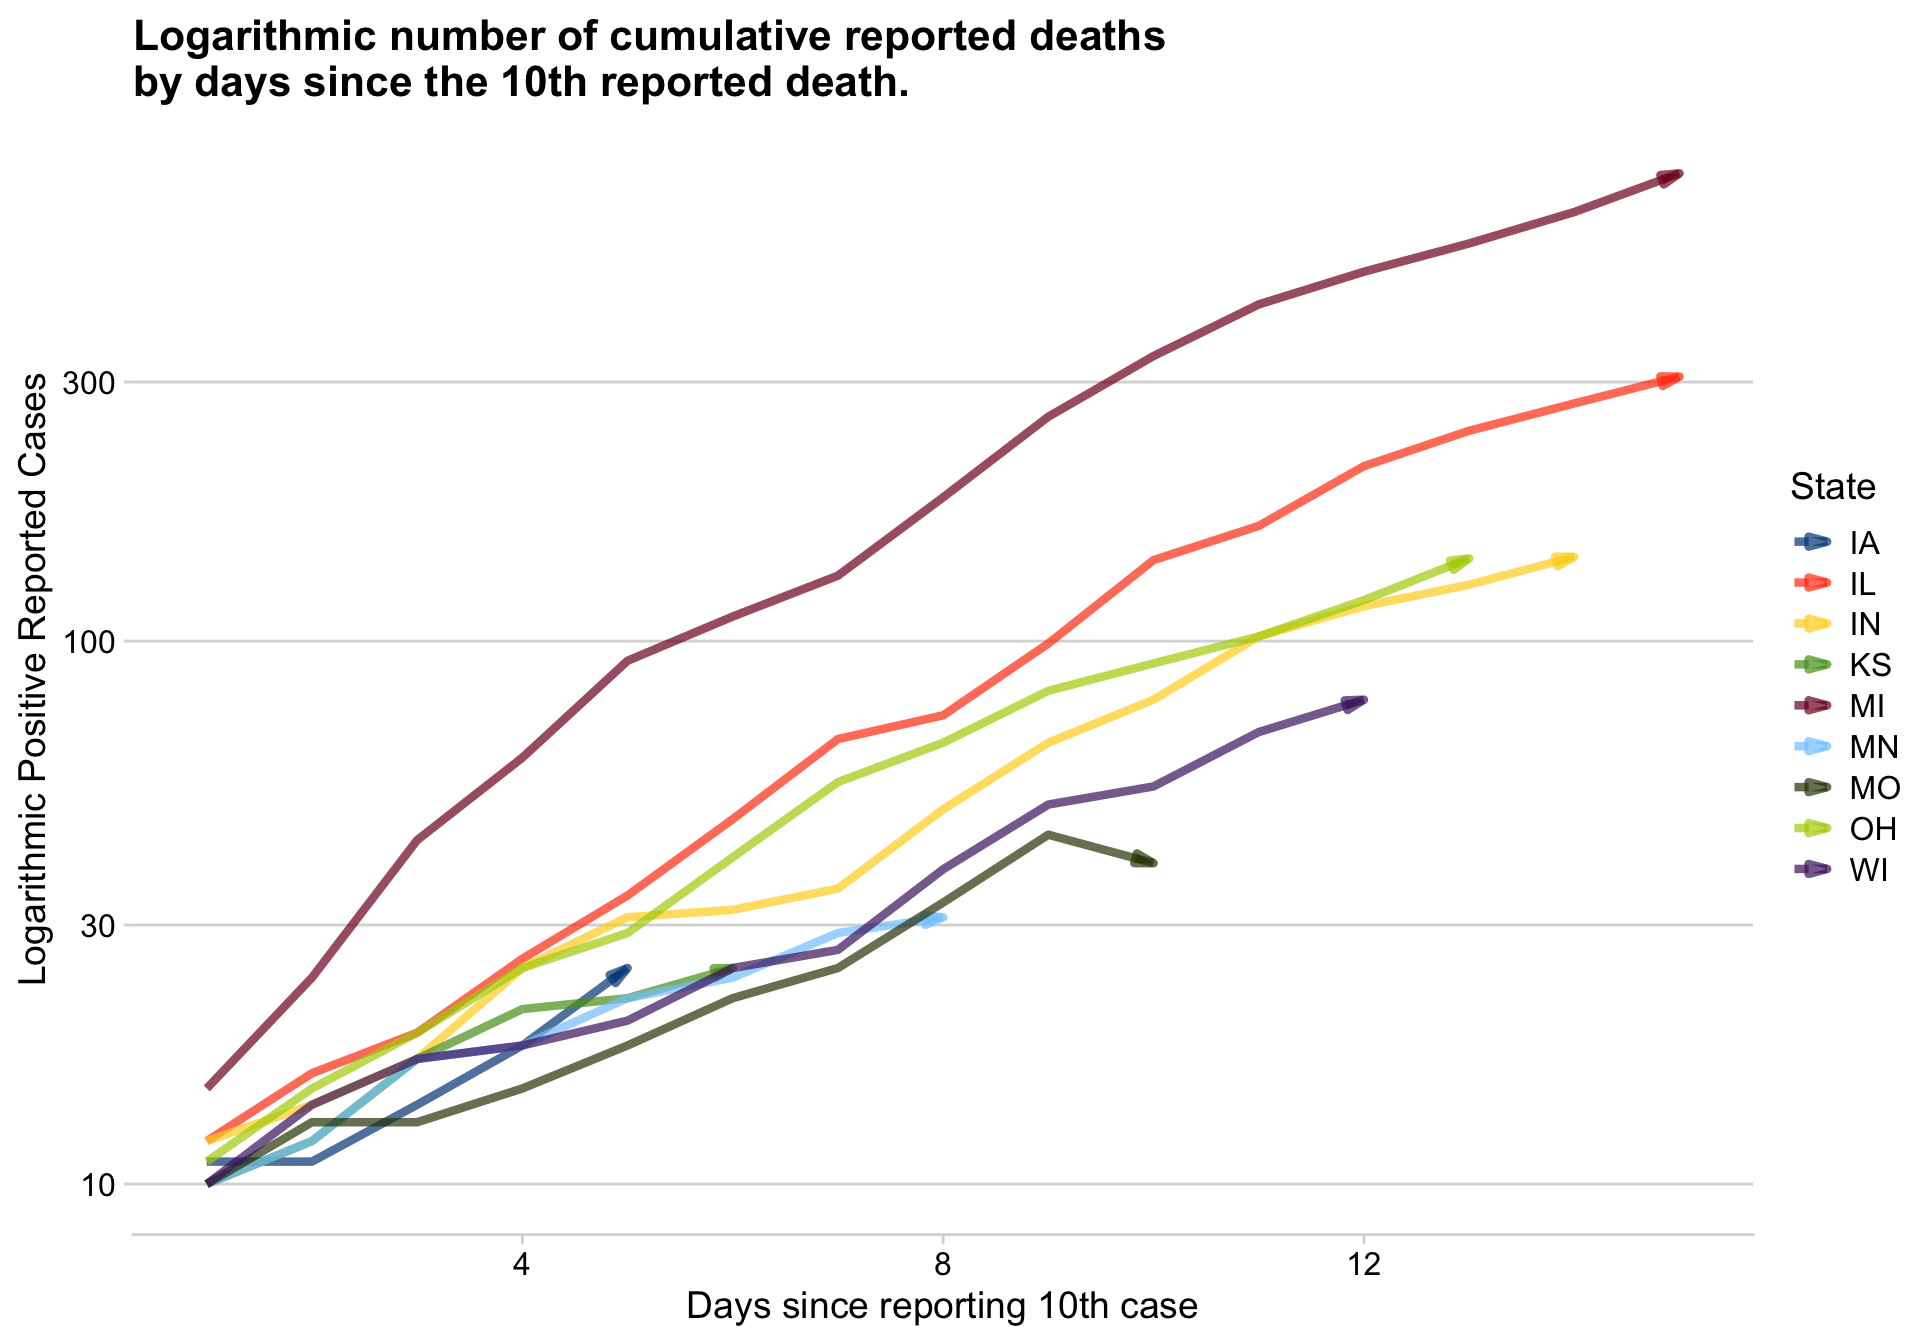 Logarithmic number of cumulative reported deaths
by days since the 10th reported death.
Logarithmic Positive Reported Cases
300
100
30
10
4
8
12
Days since reporting 10th case
State
IA
IL
IN
KS
MI
MN
MO
OH
WI